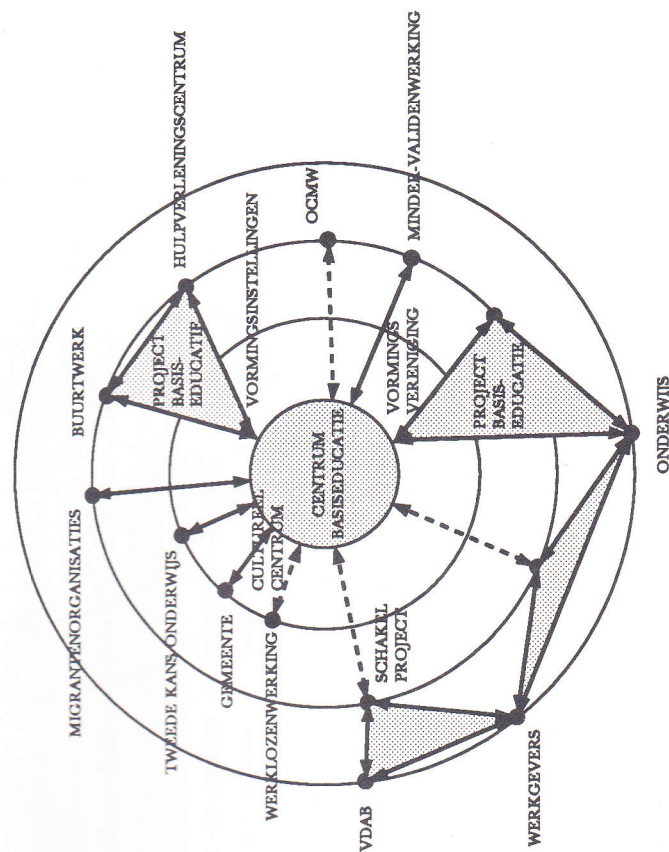 MIGRANTENORGANISATIES
BUURTWERK
TWEEDE KANS ONDERWIJS
PROJECT
BASIS-
EDUCATIE
HULPVERLENINGSCENTRUM
GEMEENTE
VORMINGSINSTELLINGEN
CULTUREEL
CENTRUM
WERKLOZENWERKING
OCMW
CENTRUM
BASISEDUCATIE
VDAB
SCHAKEL
PROJECT
VORMINGS
VERENIGING
MINDER-VALIDENWERKING
PROJECT
BASIS-
EDUCATIE
WERKGEVERS
ONDERWIJS